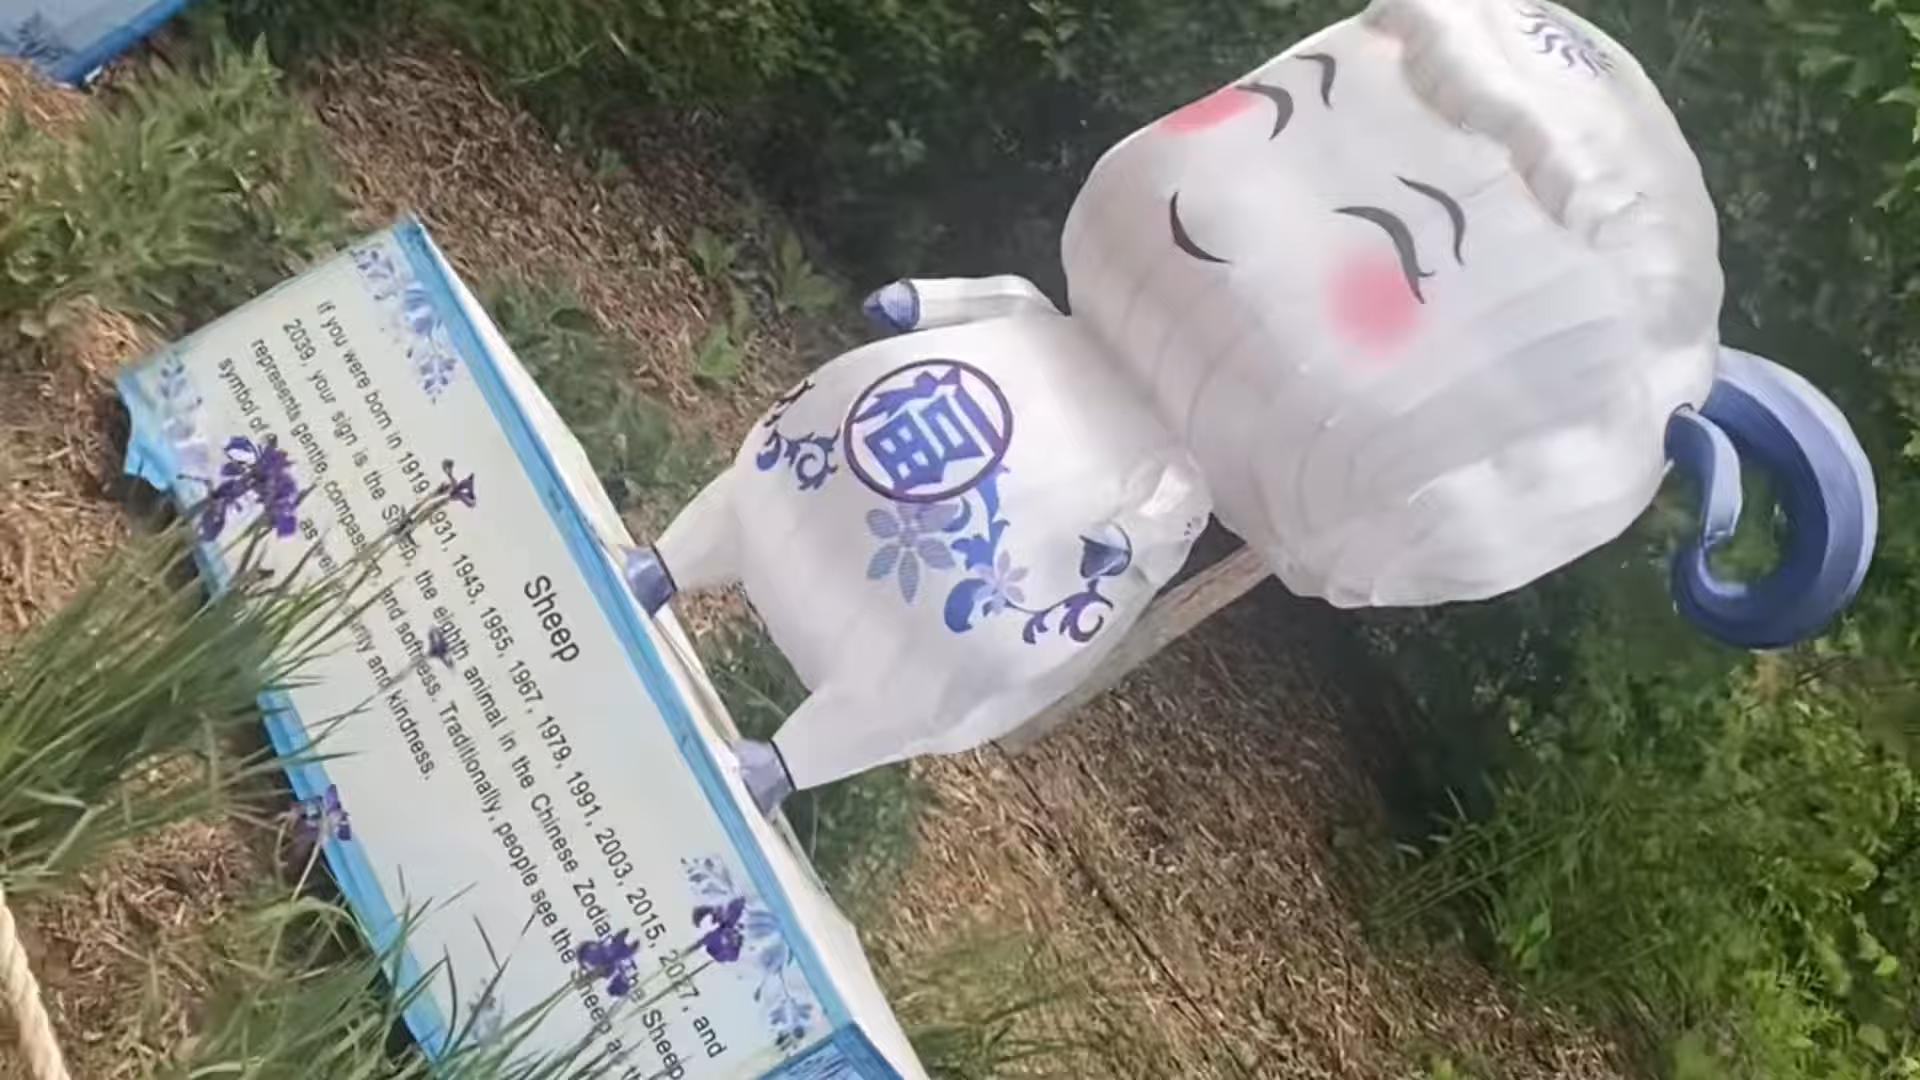 福
Sheep
If you were born in 1919, 1931, 1943, 1955, 1967, 1979, 1991, 2003, 2015, 2027, and
2039, your sign is the Sheep, the eighth animal in the Chinese Zodiac. The Sheep
represents gentle, compassion, and softness. Traditionally, people see the Sheep
symbol of as well purity and kindness.